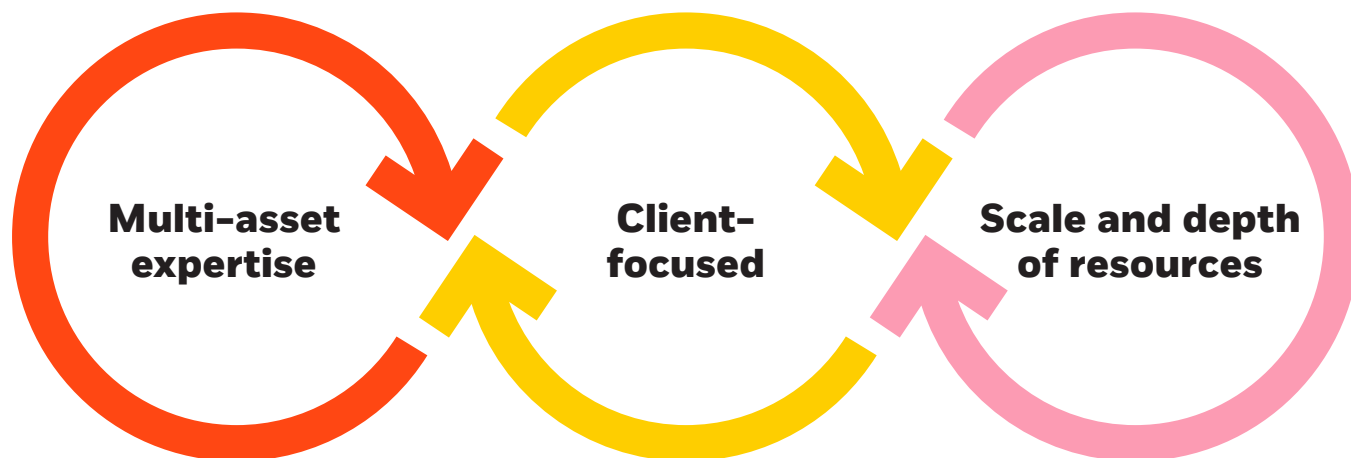 Multi-asset
expertise
Client-
focused
Scale and depth
of resources